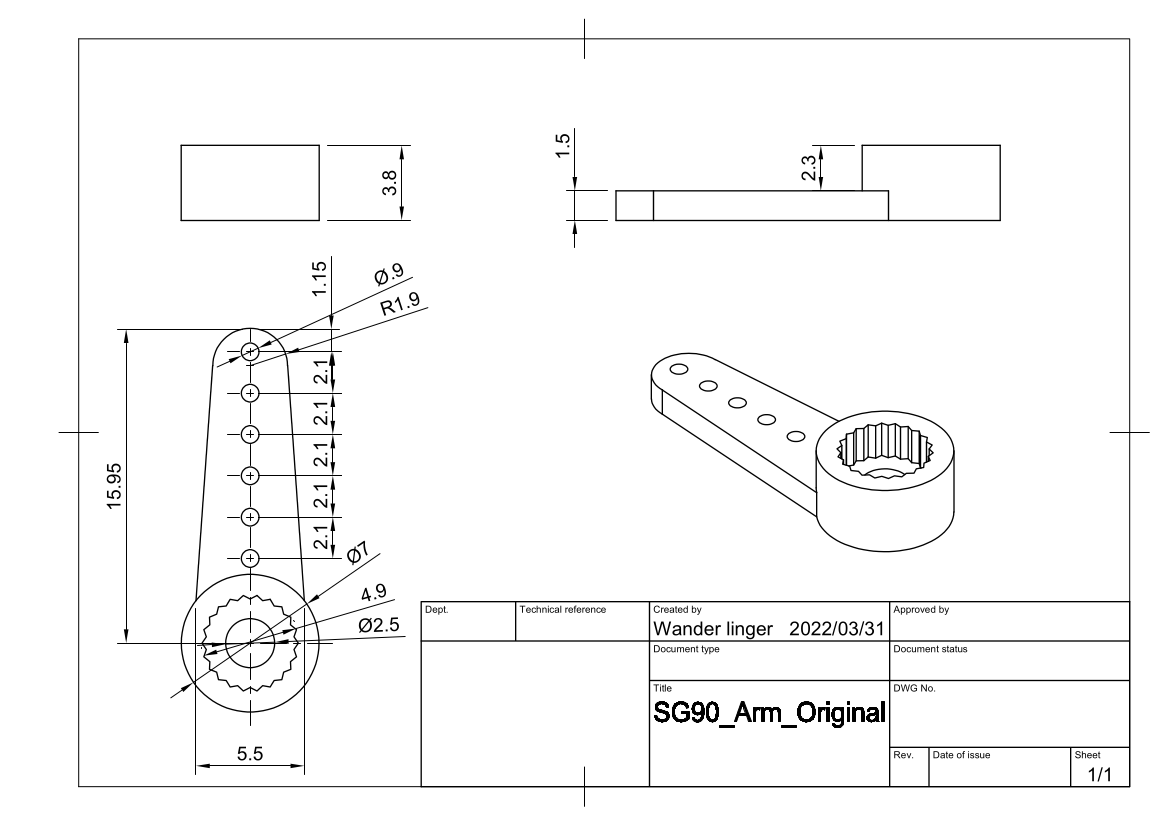 1.5
2.3
3.8
1.15
Ø.9
R1.9
2.1
2.1
2.1
2.1
2.1
15.95
Ø7
4.9
Ø2.5
5.5
Dept.
Technical reference
Created by
Approved by
Wander linger 2022/03/31
Document type
Document status
Title
DWG No.
SG90_Arm_Original
Rev.
Date of issue
Sheet
1/1